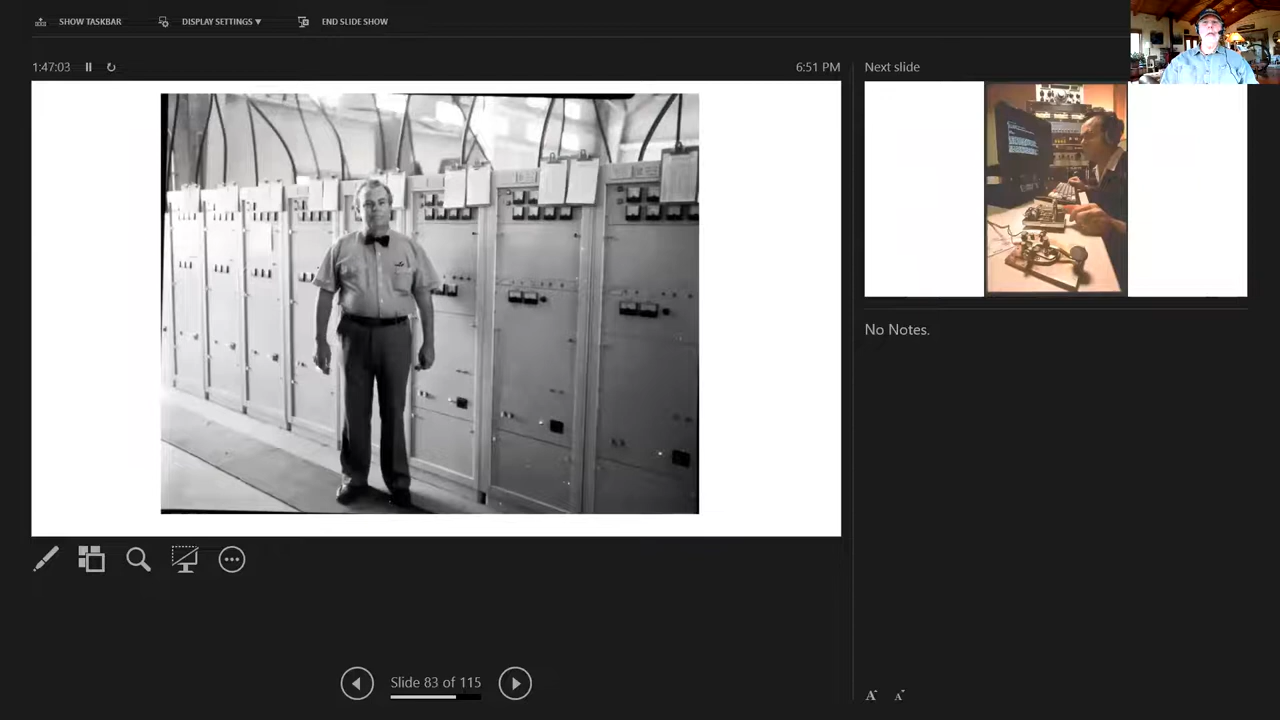 SHOW TASKBAR
DISPLAY SETTINGS ▼
END SLIDE SHOW
1:47:03
6:51 PM
Next slide
No Notes.
Slide 83 of 115
A A